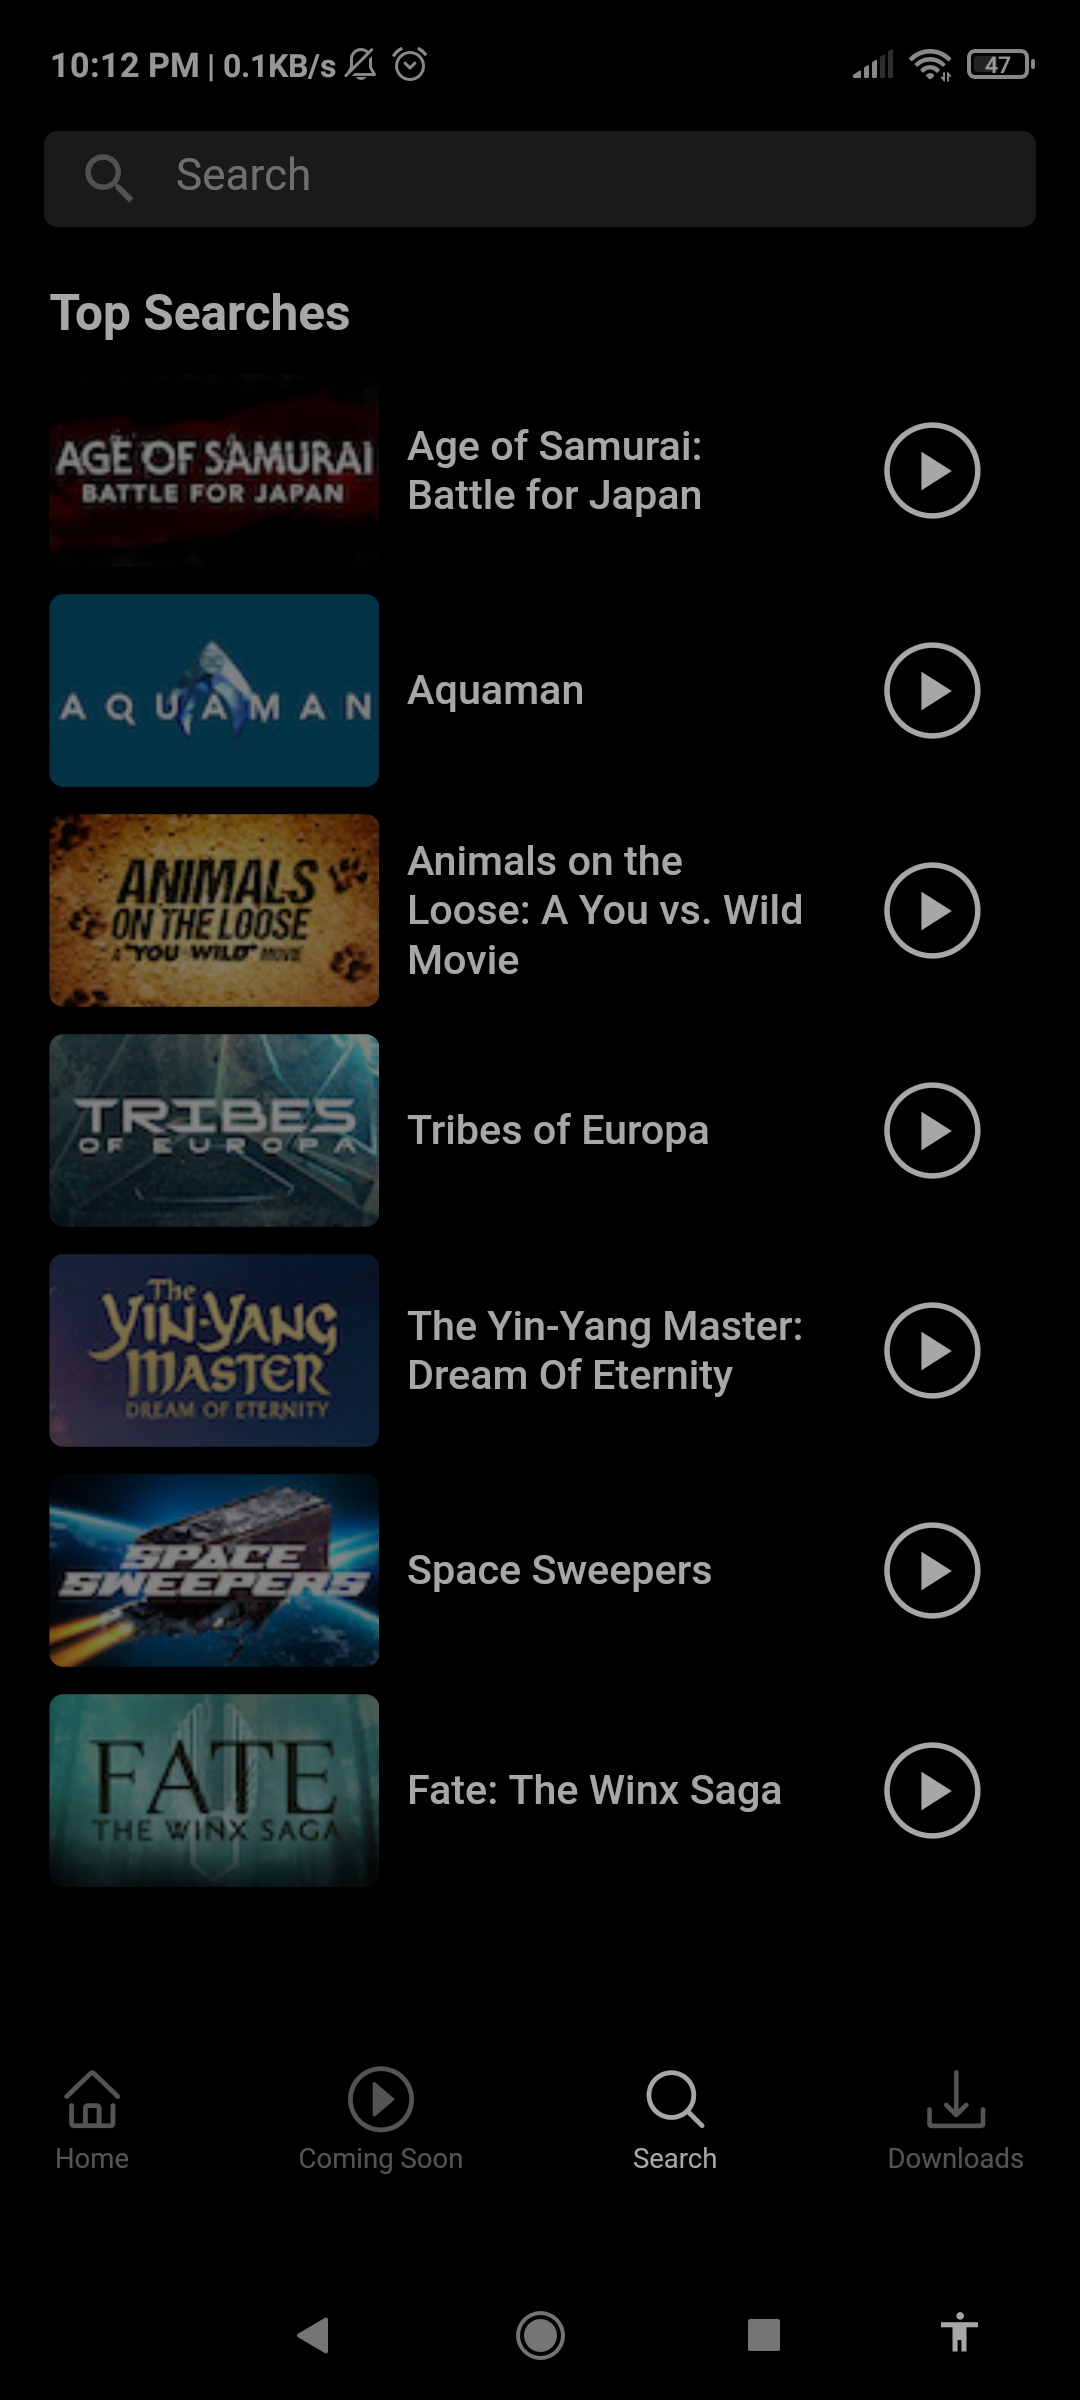 10:12 PM | 0.1KB/s
47
Search
Top Searches
AGE OF SAMURAI
BATTLE FOR JAPAN
Age of Samurai:
Battle for Japan
AQUAMAN
Aquaman
ANIMALS
ON THE LOOSE
A "YOU VS WILD" MOVIE
Animals on the
Loose: A You vs. Wild
Movie
TRIBES
OF EUROPA
Tribes of Europa
The
YIN-YANG
MASTER
DREAM OF ETERNITY
The Yin-Yang Master:
Dream Of Eternity
SPACE
SWEEPERS
Space Sweepers
FATE
THE WINX SAGA
Fate: The Winx Saga
Home
Coming Soon
Search
Downloads